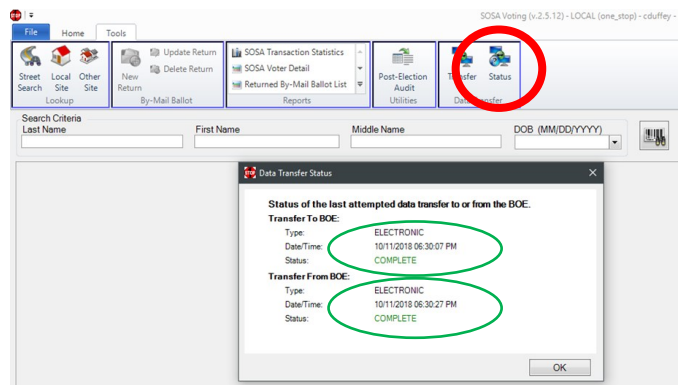 STOP
SOSA Voting (v.2.5.12) - LOCAL (one_stop) - cduffey -
File Home Tools
Street Search
Local Site
Other Site
Lookup
New Return
Update Return
Delete Return
By-Mail Ballot
SOSA Transaction Statistics
SOSA Voter Detail
Returned By-Mail Ballot List
Reports
Post-Election Audit
Utilities
Transfer
Status
Data Transfer
Search Criteria
Last Name First Name Middle Name DOB (MM/DD/YYYY)
STOP Data Transfer Status
Status of the last attempted data transfer to or from the BOE.
Transfer To BOE:
Type: ELECTRONIC
Date/Time: 10/11/2018 06:30:07 PM
Status: COMPLETE
Transfer From BOE:
Type: ELECTRONIC
Date/Time: 10/11/2018 06:30:27 PM
Status: COMPLETE
OK